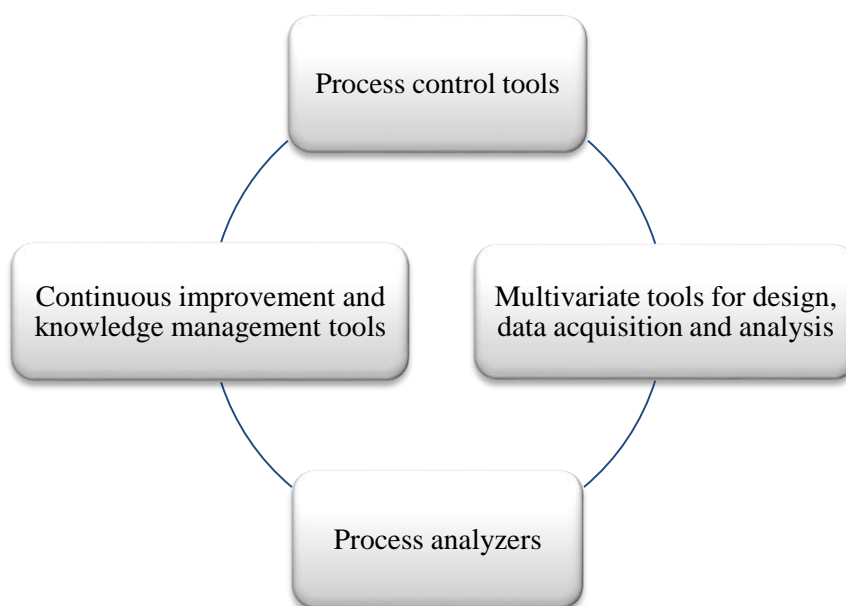 Process control tools
Continuous improvement and
knowledge management tools
Multivariate tools for design,
data acquisition and analysis
Process analyzers